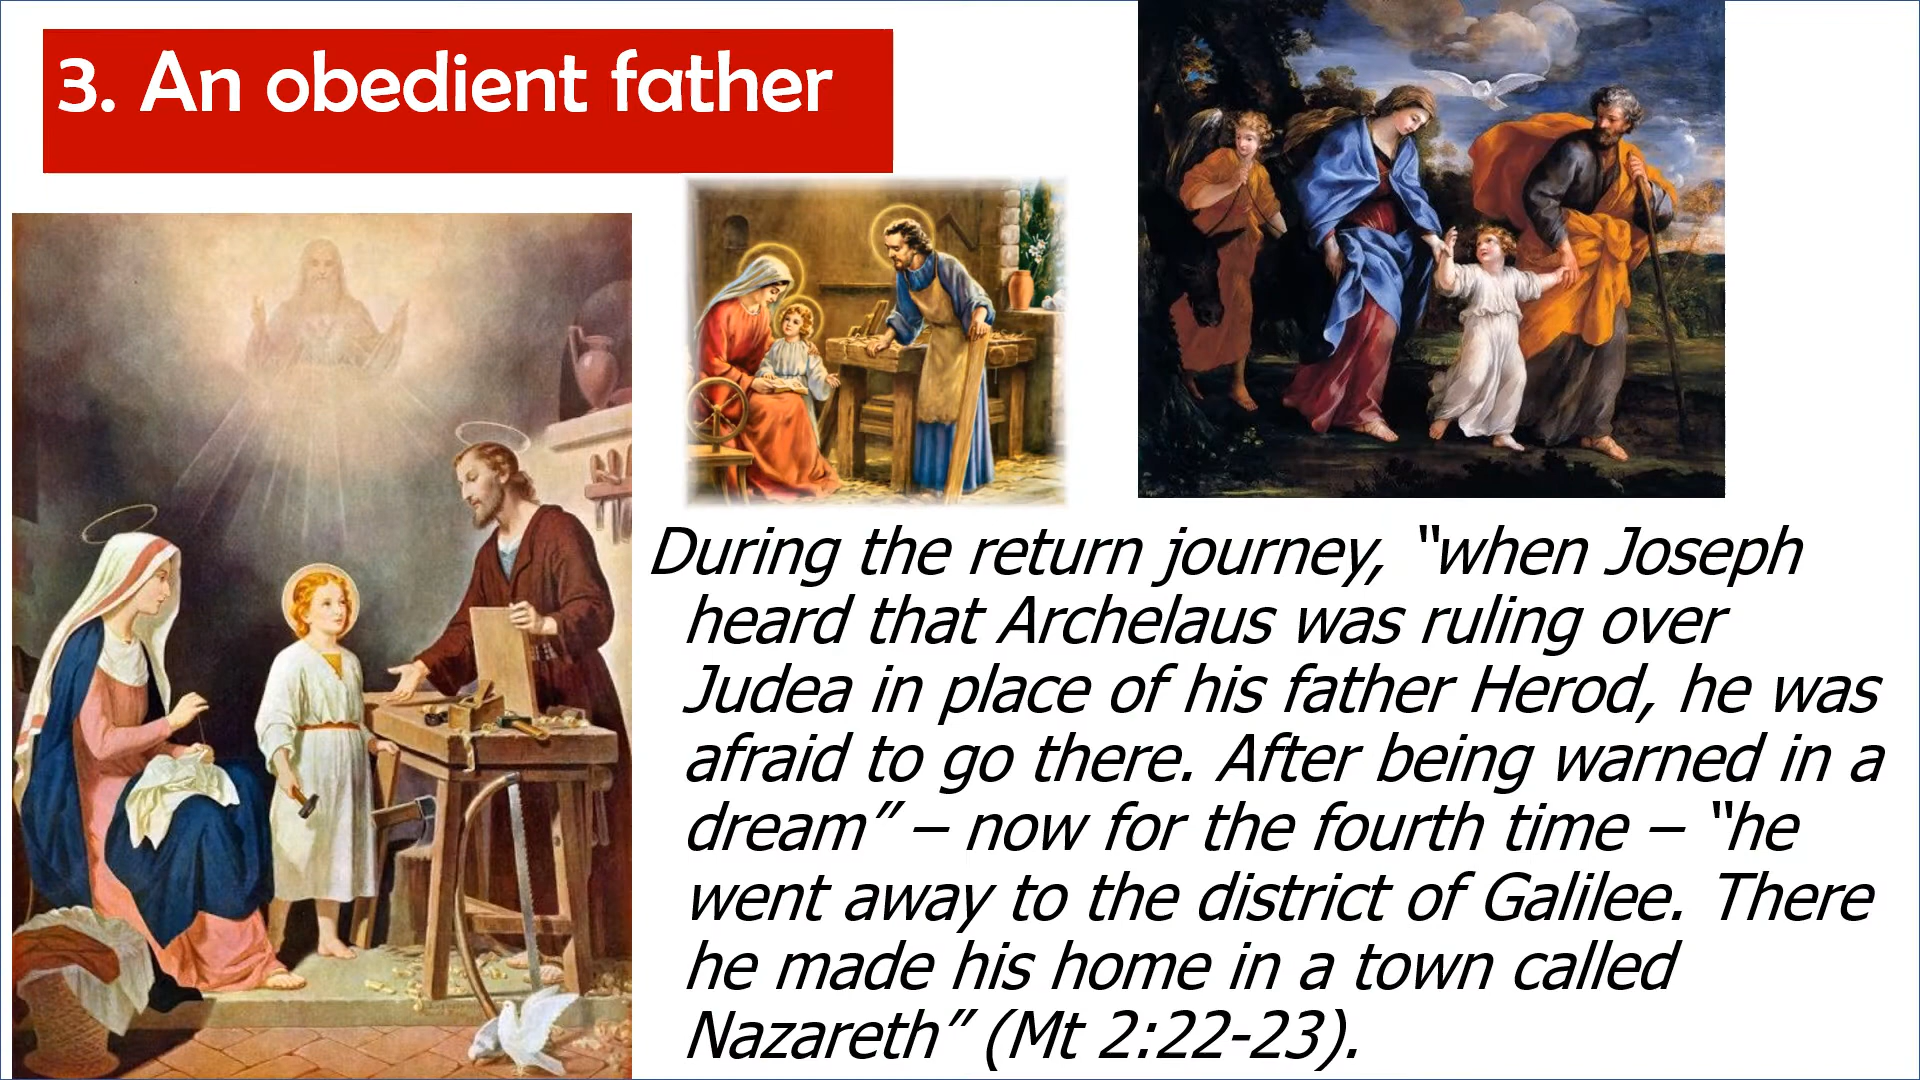 3. An obedient father
During the return journey, “when Joseph
heard that Archelaus was ruling over
Judea in place of his father Herod, he was
afraid to go there. After being warned in a
dream” – now for the fourth time – “he
went away to the district of Galilee. There
he made his home in a town called
Nazareth” (Mt 2:22-23).